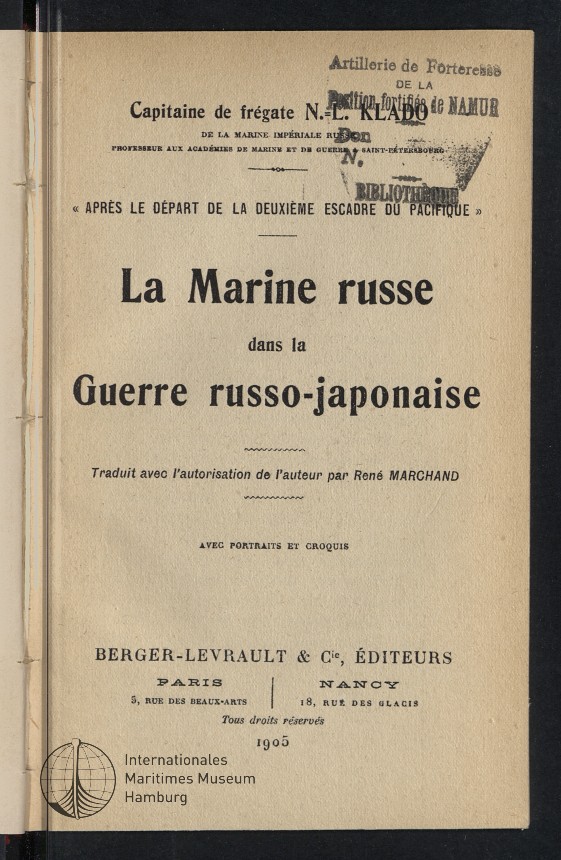 Artillerie de Forteresse
DE LA
Position fortifiée de NAMUR
Don
N.
BIBLIOTHÈQUE
Capitaine de frégate N.-L. KLADO
DE LA MARINE IMPÉRIALE RUSSE
PROFESSEUR AUX ACADÉMIES DE MARINE ET DE GUERRE A SAINT-PÉTERSBOURG
« APRÈS LE DÉPART DE LA DEUXIÈME ESCADRE DU PACIFIQUE »
La Marine russe
dans la
Guerre russo-japonaise
Traduit avec l'autorisation de l'auteur par René MARCHAND
AVEC PORTRAITS ET CROQUIS
BERGER-LEVRAULT & Cie, ÉDITEURS
PARIS
5, RUE DES BEAUX-ARTS
NANCY
18, RUE DES GLACIS
Tous droits réservés
1905
Internationales
Maritimes Museum
Hamburg